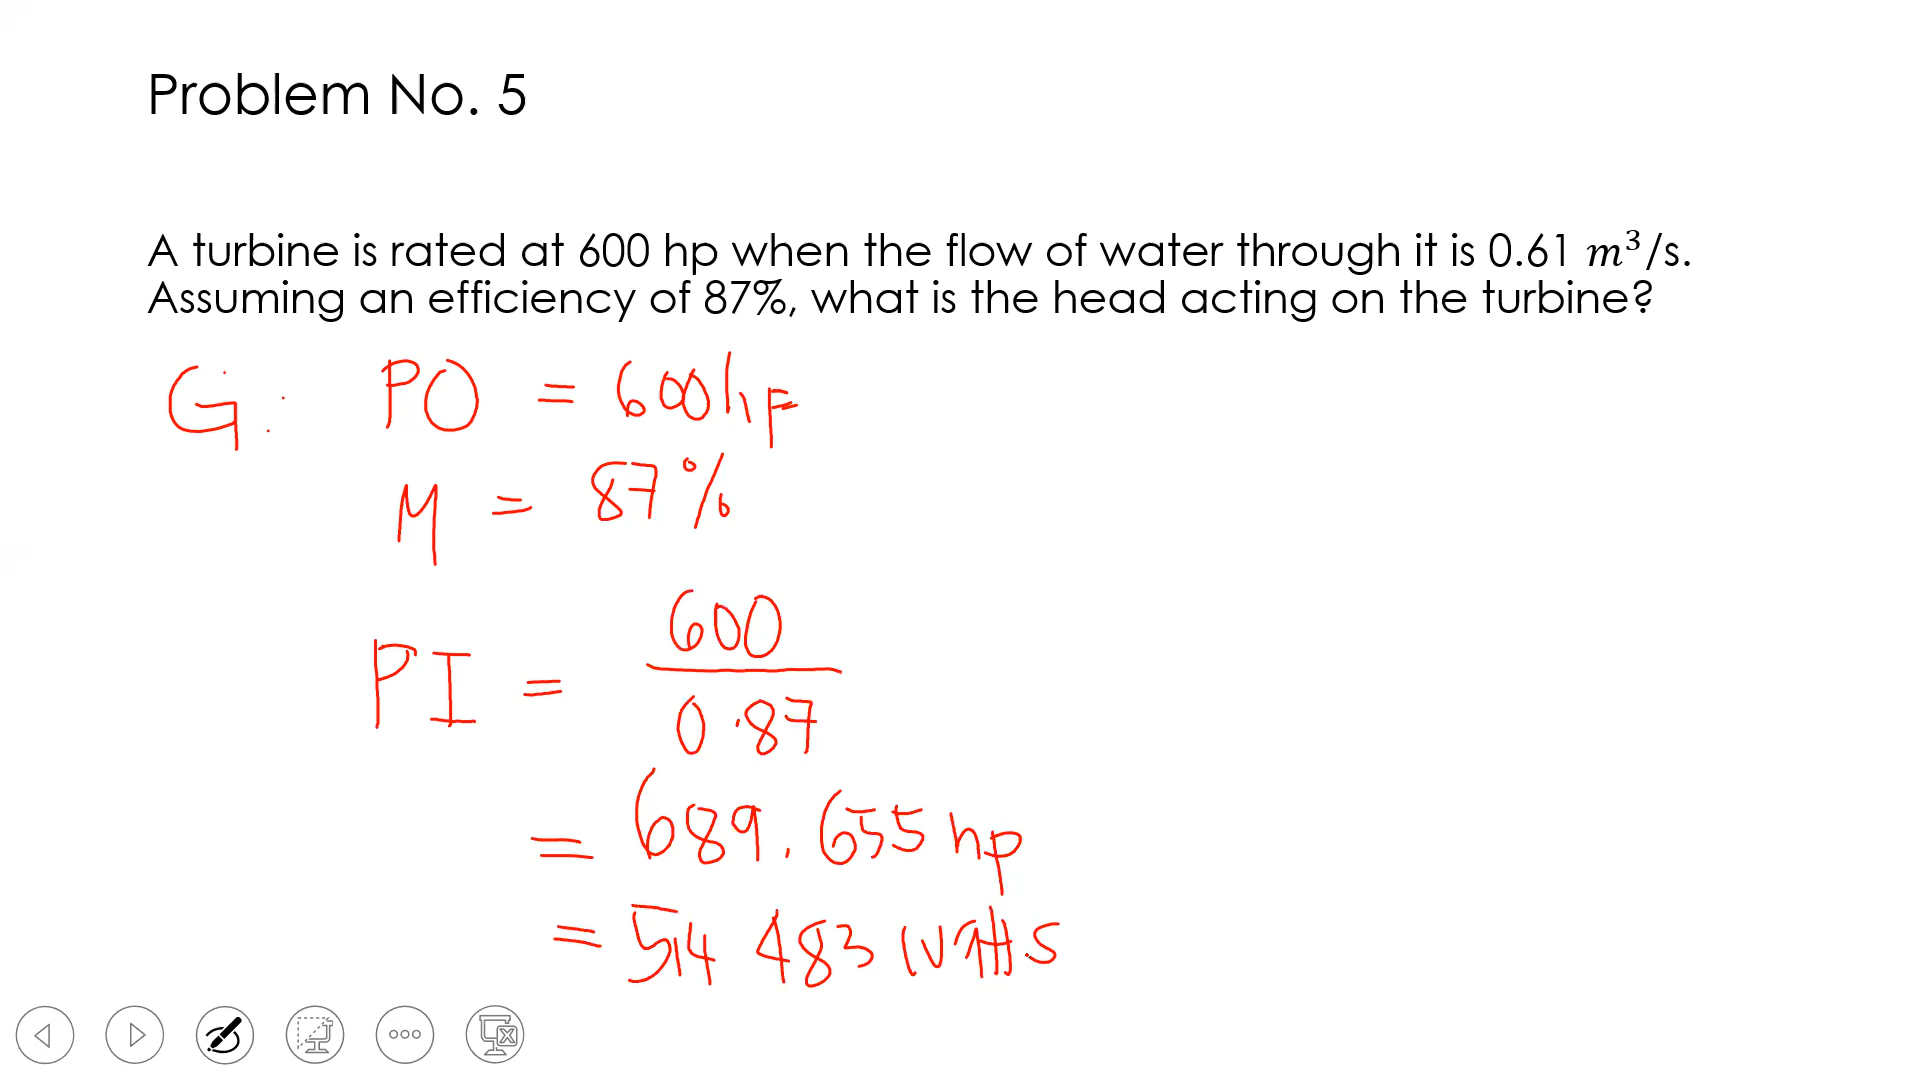 Problem No. 5
A turbine is rated at 600 hp when the flow of water through it is 0.61 m³/s.
Assuming an efficiency of 87%, what is the head acting on the turbine?
G: PO = 600 hp
η = 87%
PI = 600
0.87
= 689.655 hp
= 514 483 watts